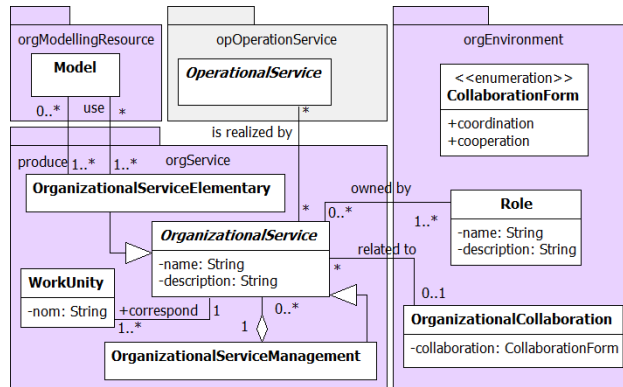 orgModellingResource
Model
0..*
use
*
opOperationService
OperationalService
*
is realized by
orgEnvironment
<<enumeration>>
CollaborationForm
+coordination
+cooperation
orgService
produce
1..*
1..*
OrganizationalServiceElementary
*
OrganizationalService
-name: String
-description: String
owned by
0..*
1..*
Role
-name: String
-description: String
related to
*
0..1
WorkUnity
-nom: String
+correspond
1
1..*
0..*
1
OrganizationalServiceManagement
OrganizationalCollaboration
-collaboration: CollaborationForm